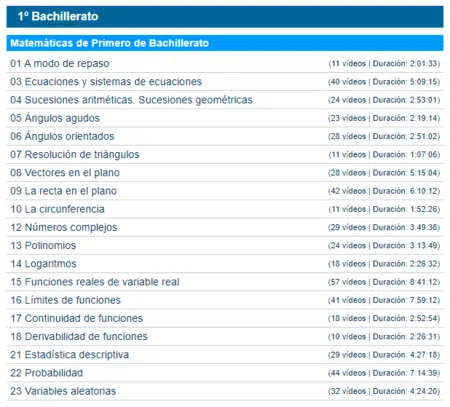 1º Bachillerato
Matemáticas de Primero de Bachillerato
01 A modo de repaso (11 vídeos | Duración: 2:01:33)
03 Ecuaciones y sistemas de ecuaciones (40 vídeos | Duración: 5:09:15)
04 Sucesiones aritméticas. Sucesiones geométricas (24 vídeos | Duración: 2:53:01)
05 Ángulos agudos (23 vídeos | Duración: 2:19:14)
06 Ángulos orientados (28 vídeos | Duración: 2:51:02)
07 Resolución de triángulos (11 vídeos | Duración: 1:07:06)
08 Vectores en el plano (28 vídeos | Duración: 5:15:04)
09 La recta en el plano (42 vídeos | Duración: 6:10:12)
10 La circunferencia (11 vídeos | Duración: 1:52:26)
12 Números complejos (29 vídeos | Duración: 3:49:38)
13 Polinomios (24 vídeos | Duración: 3:13:49)
14 Logaritmos (18 vídeos | Duración: 2:26:32)
15 Funciones reales de variable real (57 vídeos | Duración: 8:41:12)
16 Límites de funciones (41 vídeos | Duración: 7:59:12)
17 Continuidad de funciones (18 vídeos | Duración: 2:52:54)
18 Derivabilidad de funciones (10 vídeos | Duración: 2:26:31)
21 Estadística descriptiva (29 vídeos | Duración: 4:27:18)
22 Probabilidad (44 vídeos | Duración: 7:14:39)
23 Variables aleatorias (32 vídeos | Duración: 4:24:20)